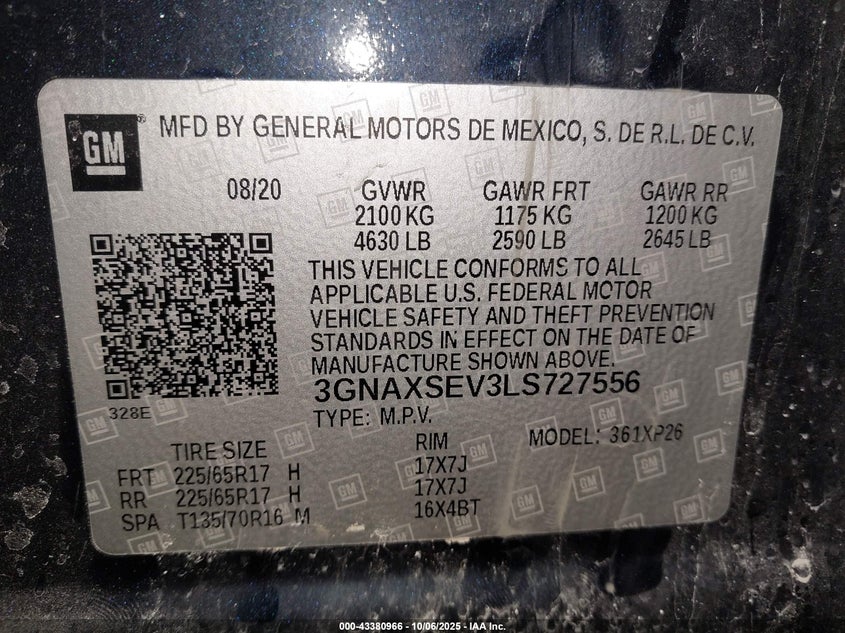 GM
MFD BY GENERAL MOTORS DE MEXICO, S. DE R.L. DE C.V.
08/20 GVWR GAWR FRT GAWR RR
2100 KG 1175 KG 1200 KG
4630 LB 2590 LB 2645 LB
THIS VEHICLE CONFORMS TO ALL
APPLICABLE U.S. FEDERAL MOTOR
VEHICLE SAFETY AND THEFT PREVENTION
STANDARDS IN EFFECT ON THE DATE OF
MANUFACTURE SHOWN ABOVE.
3GNAXSEV3LS727556
328E
TYPE: M.P.V. MODEL: 361XP26
TIRE SIZE RIM
FRT 225/65R17 H 17X7J
RR 225/65R17 H 17X7J
SPA T135/70R16 M 16X4BT
000-43380966 - 10/06/2025 - IAA Inc.